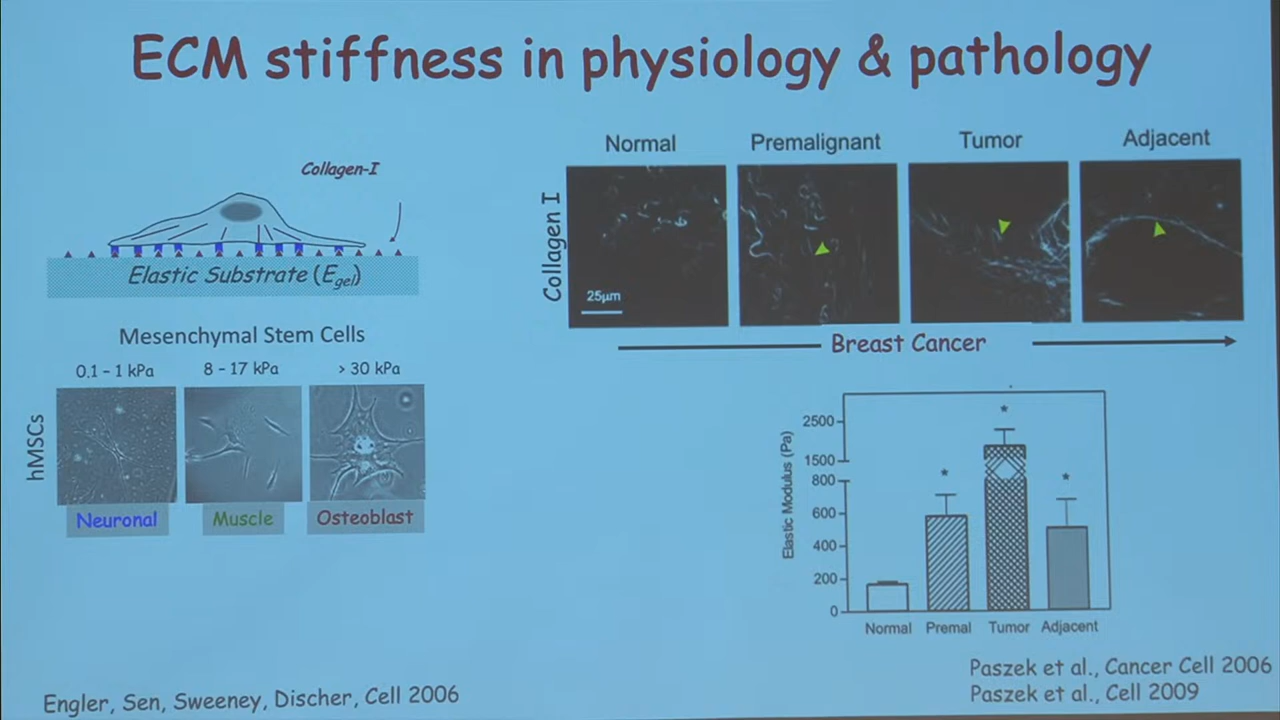 ECM stiffness in physiology & pathology
Collagen-I
Elastic Substrate (Egel)
Mesenchymal Stem Cells
0.1 – 1 kPa
8 – 17 kPa
> 30 kPa
hMSCs
Neuronal
Muscle
Osteoblast
Engler, Sen, Sweeney, Discher, Cell 2006
Normal
Premalignant
Tumor
Adjacent
Collagen I
25μm
Breast Cancer
Elastic Modulus (Pa)
2500
1500
800
600
400
200
0
*
*
*
Normal
Premal
Tumor
Adjacent
Paszek et al., Cancer Cell 2006
Paszek et al., Cell 2009